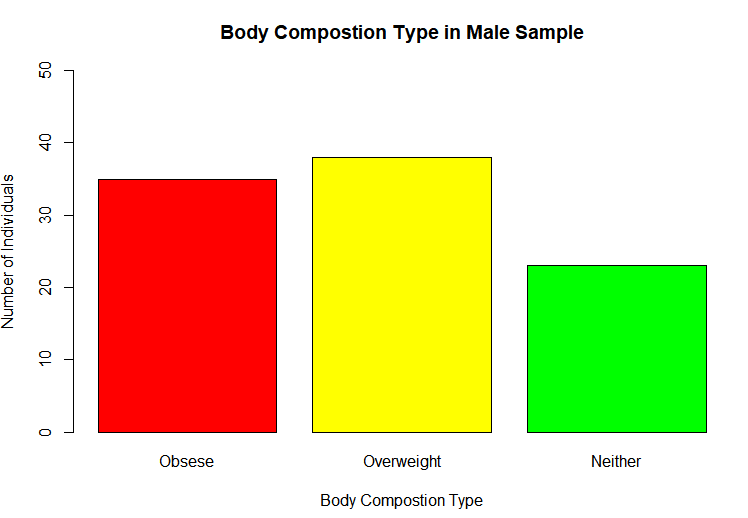 Body Compostion Type in Male Sample
Number of Individuals
50
40
30
20
10
0
Obsese Overweight Neither
Body Compostion Type